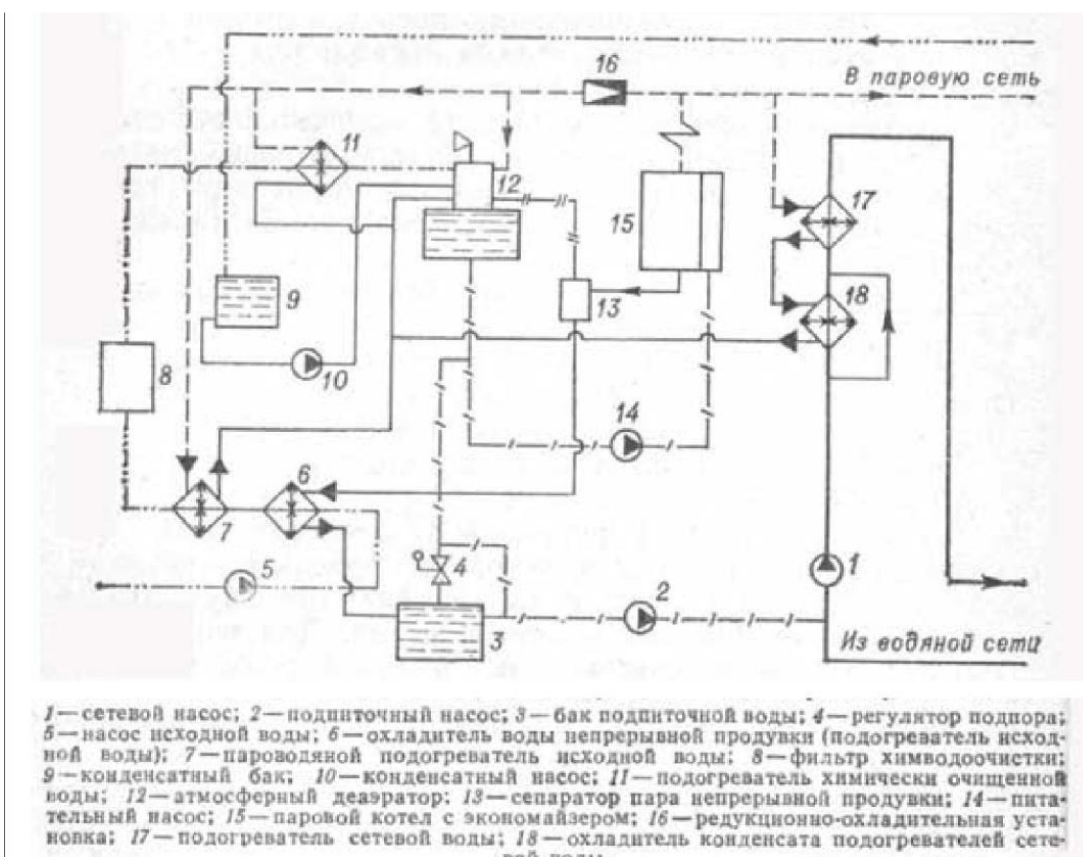 16
В паровую сеть
11
12
17
15
9
13
18
8
10
14
6
7
5
4
2
1
3
Из водяной сети
1—сетевой насос; 2—подпиточный насос; 3—бак подпиточной воды; 4—регулятор подпора;
5—насос исходной воды; 6—охладитель воды непрерывной продувки (подогреватель исход-
ной воды); 7—пароводяной подогреватель исходной воды; 8—фильтр химводоочистки;
9—конденсатный бак; 10—конденсатный насос; 11—подогреватель химически очищенной
воды; 12—атмосферный деаэратор; 13—сепаратор пара непрерывной продувки; 14—пита-
тельный насос; 15—паровой котел с экономайзером; 16—редукционно-охладительная уста-
новка; 17—подогреватель сетевой воды; 18—охладитель конденсата подогревателей сете-
вой воды